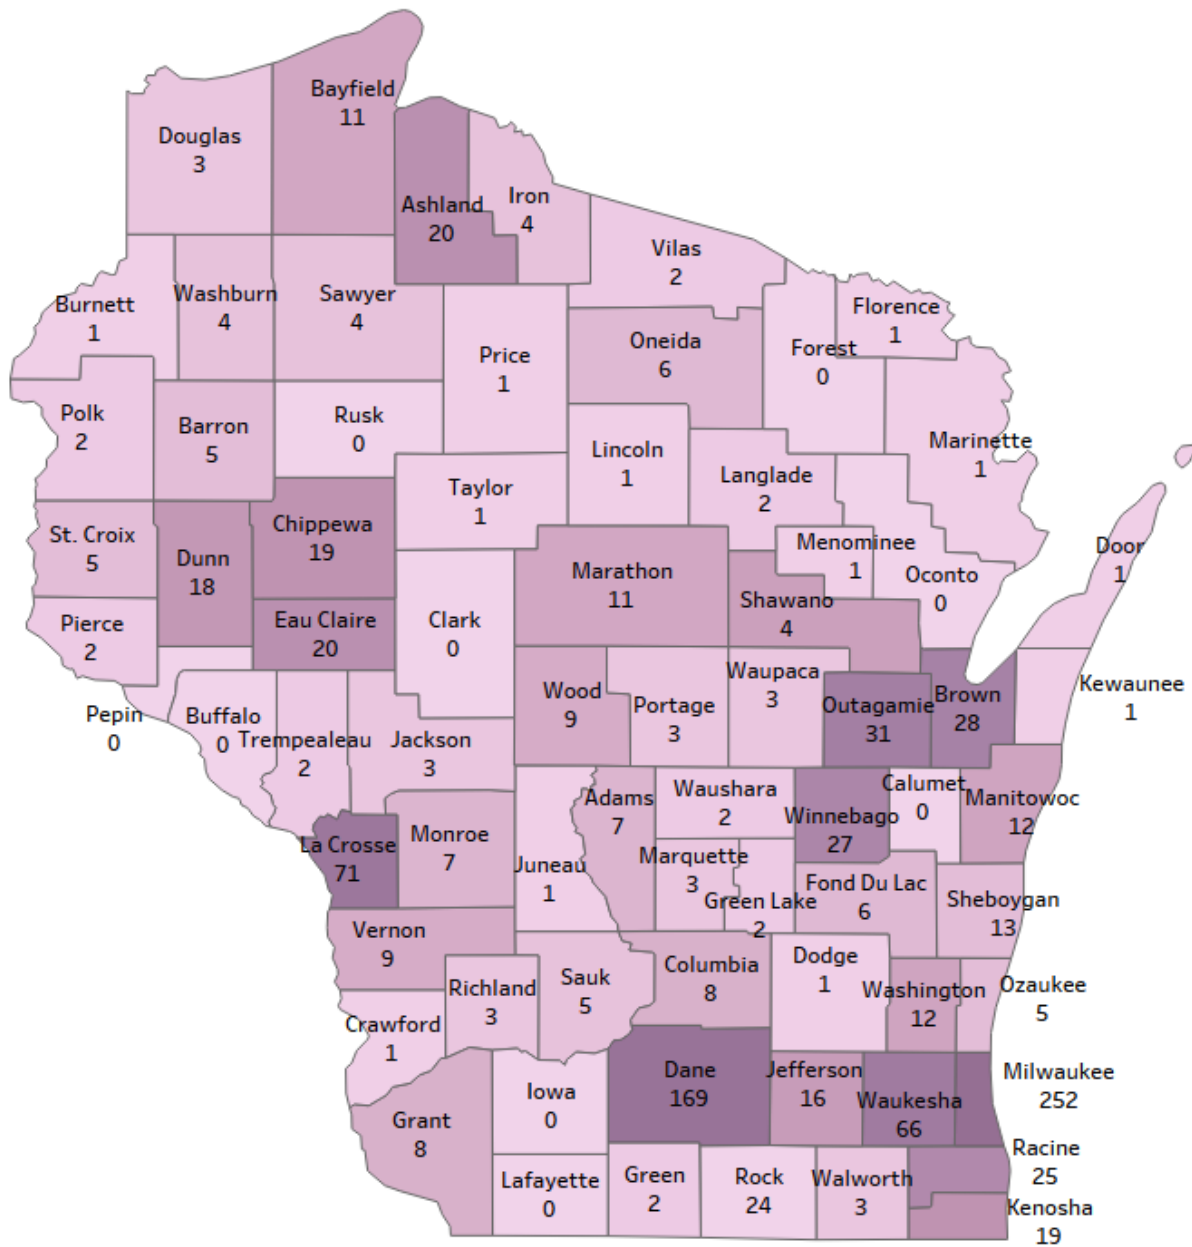 Bayfield
11
Douglas
3
Ashland
20
Iron
4
Vilas
2
Burnett
1
Washburn
4
Sawyer
4
Florence
1
Price
1
Oneida
6
Forest
0
Polk
2
Barron
5
Rusk
0
Lincoln
1
Marinette
1
Taylor
1
Langlade
2
St. Croix
5
Dunn
18
Chippewa
19
Marathon
11
Menominee
1
Oconto
0
Door
1
Pierce
2
Eau Claire
20
Clark
0
Shawano
4
Pepin
0
Buffalo
0
Trempealeau
2
Jackson
3
Wood
9
Portage
3
Waupaca
3
Outagamie
31
Brown
28
Kewaunee
1
La Crosse
71
Monroe
7
Juneau
1
Adams
7
Waushara
2
Winnebago
27
Calumet
0
Manitowoc
12
Marquette
3
Green Lake
2
Fond Du Lac
6
Sheboygan
13
Vernon
9
Richland
3
Sauk
5
Columbia
8
Dodge
1
Washington
12
Ozaukee
5
Crawford
1
Grant
8
Iowa
0
Dane
169
Jefferson
16
Waukesha
66
Milwaukee
252
Lafayette
0
Green
2
Rock
24
Walworth
3
Racine
25
Kenosha
19